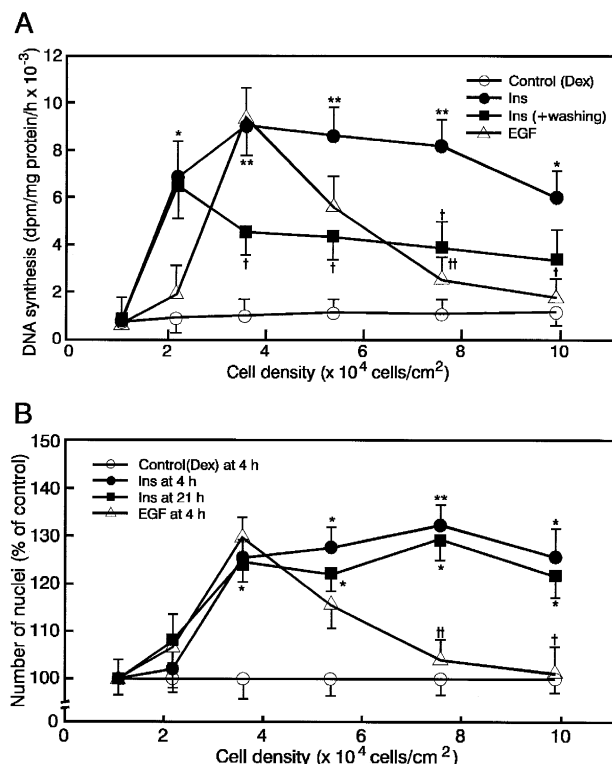 A
DNA synthesis (dpm/mg protein/h x 10-3)
12
10
8
6
4
2
0
Control (Dex)
Ins
Ins (+washing)
EGF
*
**
**
**
*
†
†
†
††
†
0 2 4 6 8 10
Cell density (x 10⁴ cells/cm²)
B
Number of nuclei (% of control)
150
140
130
120
110
100
0
Control(Dex) at 4 h
Ins at 4 h
Ins at 21 h
EGF at 4 h
*
*
**
*
*
*
*
††
†
0 2 4 6 8 10
Cell density (x 10⁴ cells/cm²)